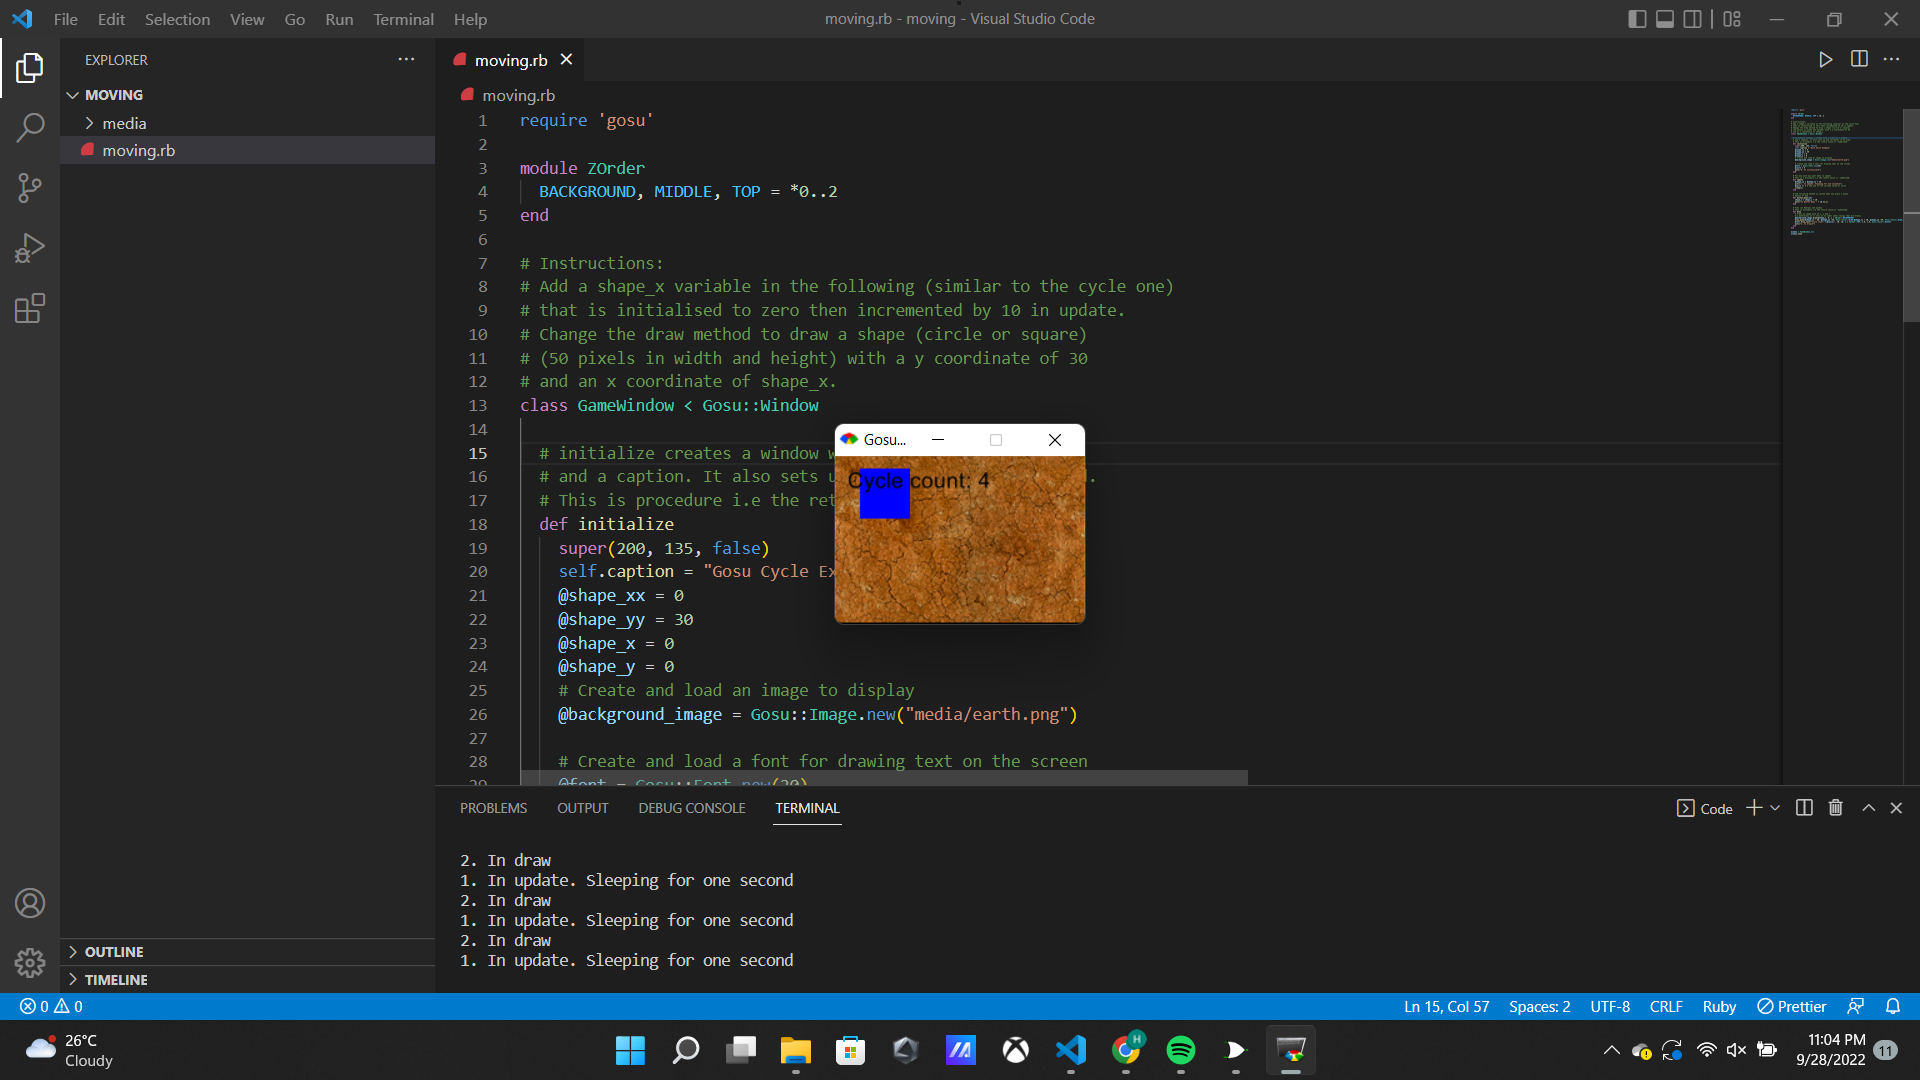 File Edit Selection View Go Run Terminal Help
moving.rb - moving - Visual Studio Code
EXPLORER
MOVING
media
moving.rb
OUTLINE
TIMELINE
moving.rb
moving.rb
1 require 'gosu'
2
3 module ZOrder
4 BACKGROUND, MIDDLE, TOP = *0..2
5 end
6
7 # Instructions:
8 # Add a shape_x variable in the following (similar to the cycle one)
9 # that is initialised to zero then incremented by 10 in update.
10 # Change the draw method to draw a shape (circle or square)
11 # (50 pixels in width and height) with a y coordinate of 30
12 # and an x coordinate of shape_x.
13 class GameWindow < Gosu::Window
14
15 # initialize creates a window w
16 # and a caption. It also sets u
17 # This is procedure i.e the ret
18 def initialize
19 super(200, 135, false)
20 self.caption = "Gosu Cycle Ex
21 @shape_xx = 0
22 @shape_yy = 30
23 @shape_x = 0
24 @shape_y = 0
25 # Create and load an image to display
26 @background_image = Gosu::Image.new("media/earth.png")
27
28 # Create and load a font for drawing text on the screen
29 @font = Gosu::Font.new(20)
Gosu...
Cycle count: 4
PROBLEMS OUTPUT DEBUG CONSOLE TERMINAL
Code
2. In draw
1. In update. Sleeping for one second
2. In draw
1. In update. Sleeping for one second
2. In draw
1. In update. Sleeping for one second
0 0
Ln 15, Col 57 Spaces: 2 UTF-8 CRLF Ruby Prettier
26°C
Cloudy
H
11:04 PM
9/28/2022
11